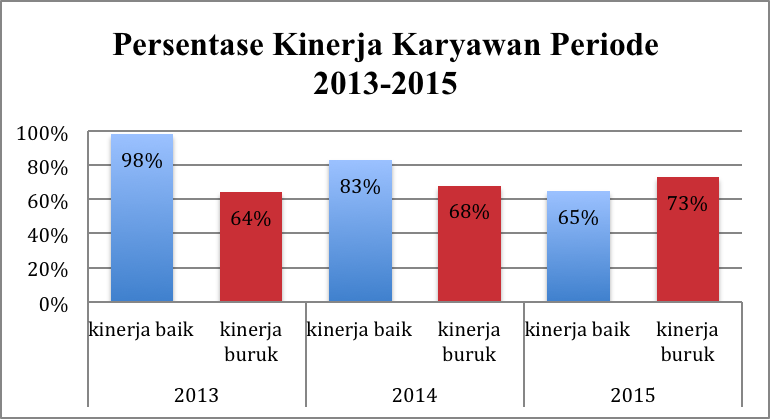 Persentase Kinerja Karyawan Periode
2013-2015
100%
80%
60%
40%
20%
0%
98%
64%
83%
68%
65%
73%
kinerja baik
kinerja
buruk
kinerja baik
kinerja
buruk
kinerja baik
kinerja
buruk
2013
2014
2015